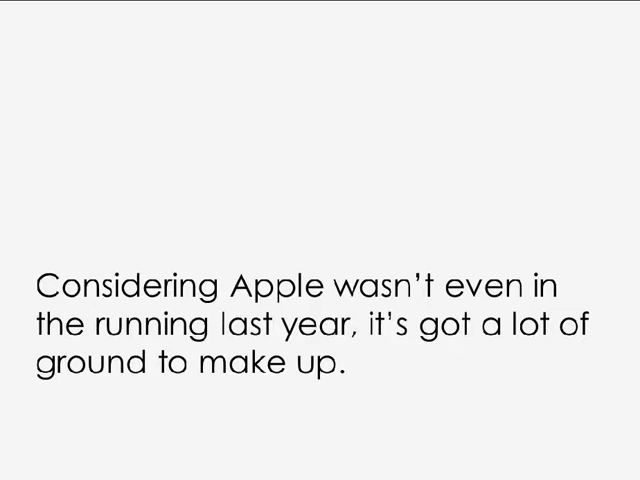 Considering Apple wasn’t even in
the running last year, it’s got a lot of
ground to make up.